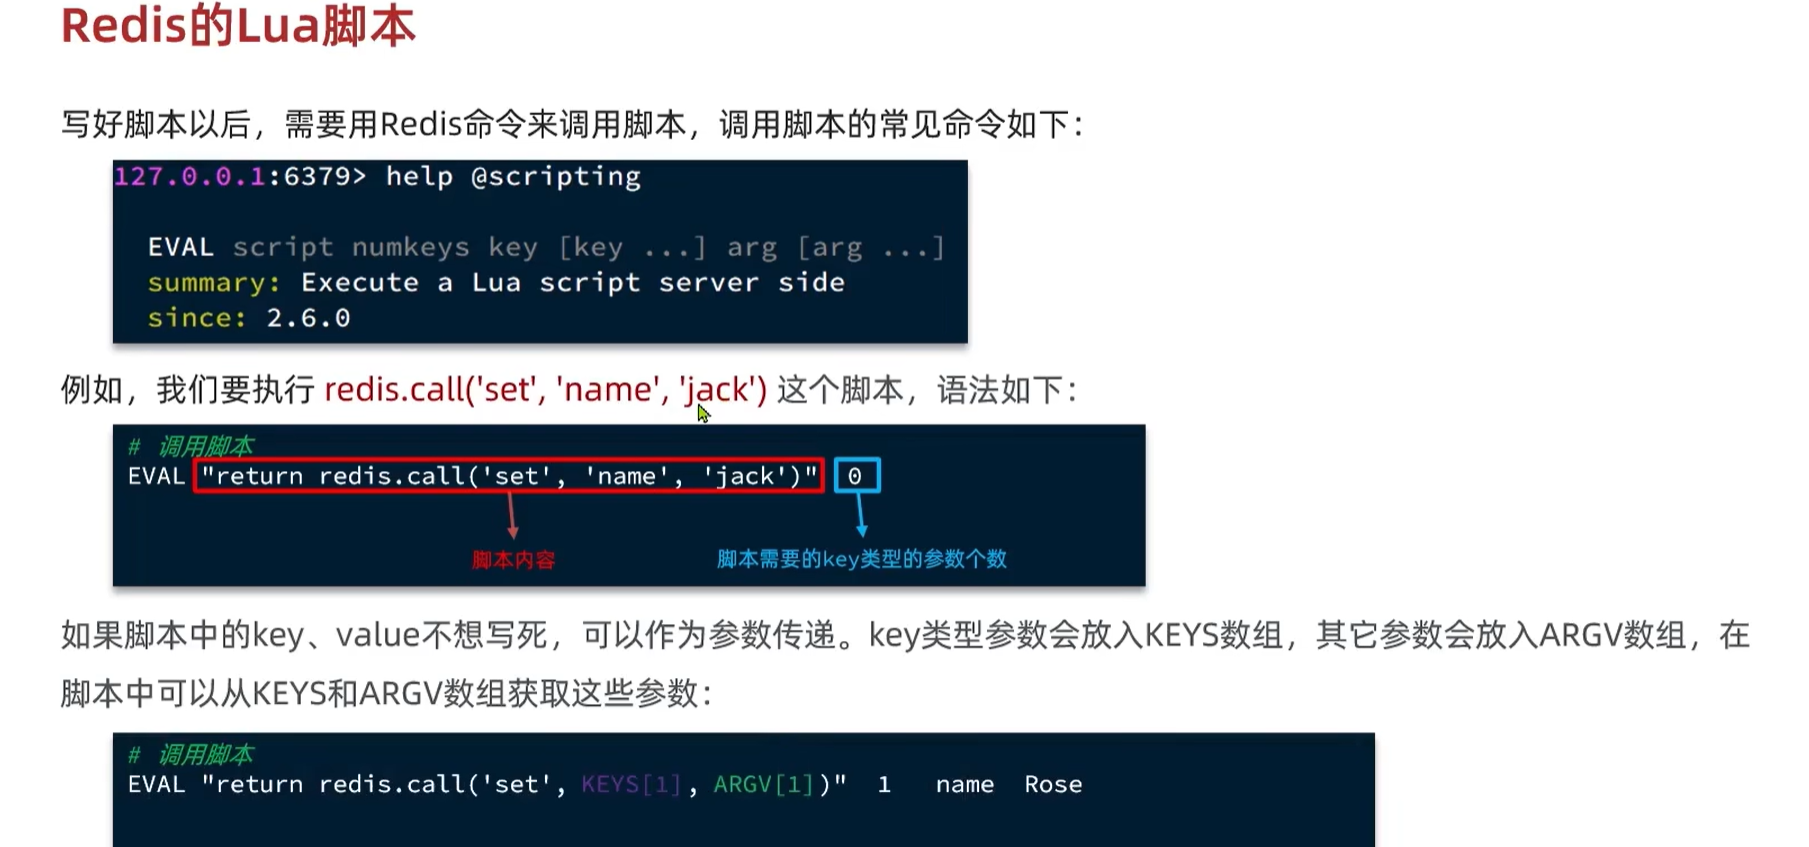 Redis的Lua脚本
写好脚本以后，需要用Redis命令来调用脚本，调用脚本的常见命令如下：
127.0.0.1:6379> help @scripting
EVAL script numkeys key [key ...] arg [arg ...]
summary: Execute a Lua script server side
since: 2.6.0
例如，我们要执行 redis.call('set', 'name', 'jack') 这个脚本，语法如下：
# 调用脚本
EVAL "return redis.call('set', 'name', 'jack')" 0
脚本内容 脚本需要的key类型的参数个数
如果脚本中的key、value不想写死，可以作为参数传递。key类型参数会放入KEYS数组，其它参数会放入ARGV数组，在
脚本中可以从KEYS和ARGV数组获取这些参数：
# 调用脚本
EVAL "return redis.call('set', KEYS[1], ARGV[1])" 1 name Rose